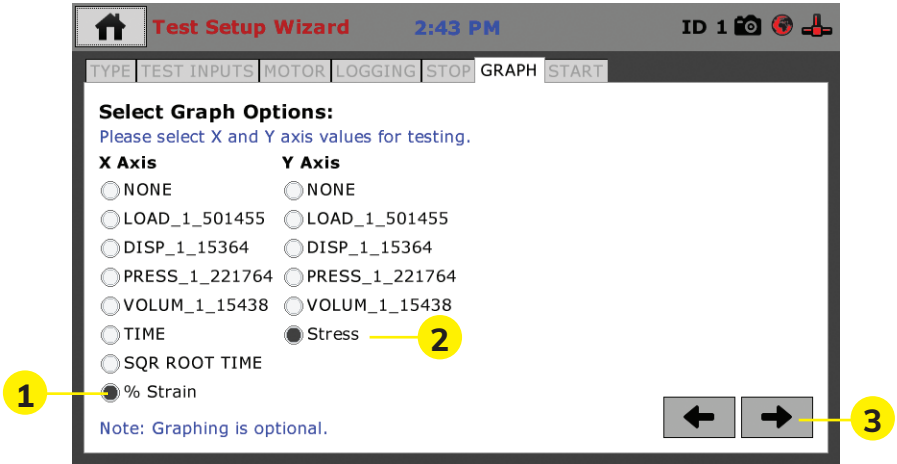 Test Setup Wizard 2:43 PM ID 1
TYPE TEST INPUTS MOTOR LOGGING STOP GRAPH START
Select Graph Options:
Please select X and Y axis values for testing.
X Axis Y Axis
NONE NONE
LOAD_1_501455 LOAD_1_501455
DISP_1_15364 DISP_1_15364
PRESS_1_221764 PRESS_1_221764
VOLUM_1_15438 VOLUM_1_15438
TIME Stress 2
SQR ROOT TIME
1 % Strain
3
Note: Graphing is optional.